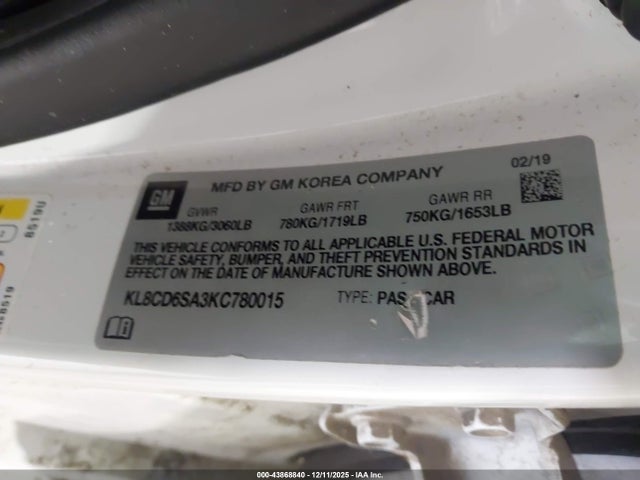 GM
MFD BY GM KOREA COMPANY
02/19
GVWR
1388KG/3060LB
GAWR FRT
780KG/1719LB
GAWR RR
750KG/1653LB
THIS VEHICLE CONFORMS TO ALL APPLICABLE U.S. FEDERAL MOTOR
VEHICLE SAFETY, BUMPER, AND THEFT PREVENTION STANDARDS IN
EFFECT ON THE DATE OF MANUFACTURE SHOWN ABOVE.
KL8CD6SA3KC780015
TYPE: PAS CAR
B519U
000-43868840 - 12/11/2025 - IAA Inc.